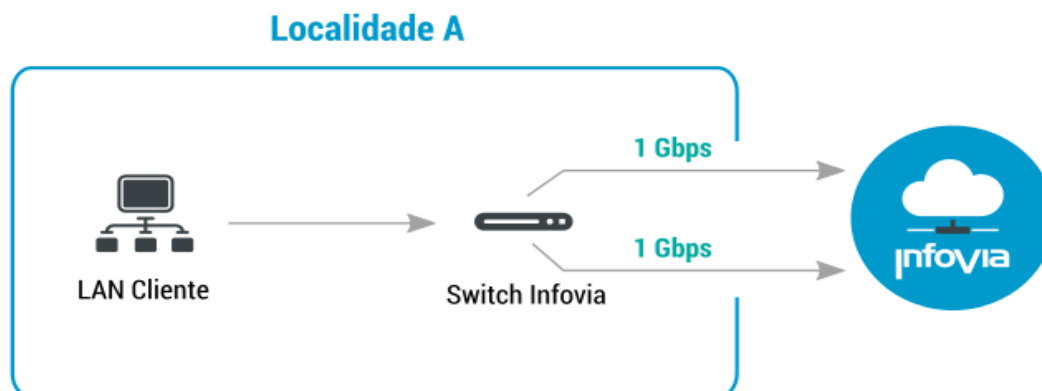 Localidade A
1 Gbps
1 Gbps
LAN Cliente
Switch Infovia
infovia